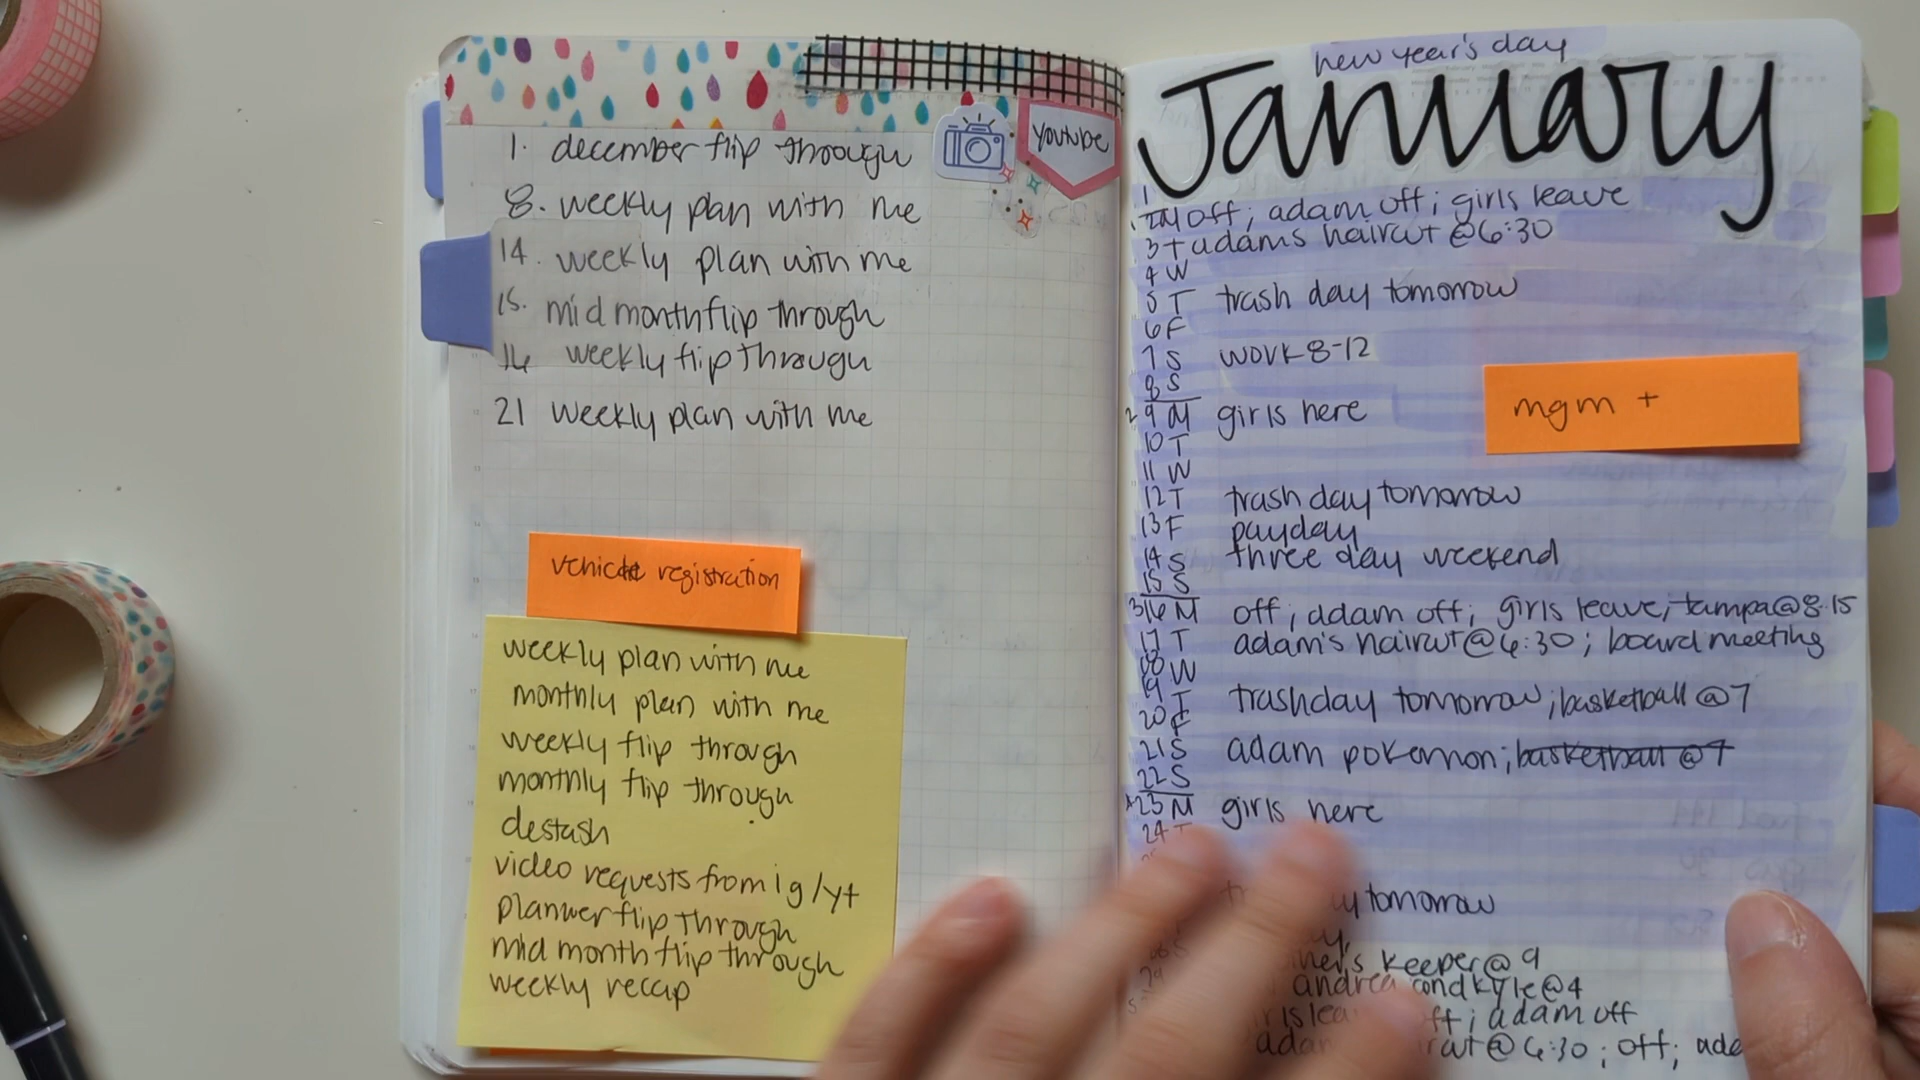 1. december flip through
8. weekly plan with me
14. weekly plan with me
15. mid month flip through
16 weekly flip through
21 weekly plan with me
youtube
vehicle registration
weekly plan with me
monthly plan with me
weekly flip through
monthly flip through
destash
video requests from ig/yt
planner flip through
mid month flip through
weekly recap
new year's day
January
1
off; adam off; girls leave
3 T adams haircut @ 6:30
4 W
5 T trash day tomorrow
6 F
7 S work 8-12
8 S
2 9 M girls here
mgm +
10 T
11 W
12 T trash day tomorrow
13 F payday
14 S three day weekend
15 S
3 16 M off; adam off; girls leave; tampa@8:15
17 T adam's haircut@6:30; board meeting
18 W
19 T trashday tomorrow; basketball @7
20 F
21 S adam pokemon; basketball @7
22 S
23 M girls here
24 T
tomorrow
keeper@9
andrea and kyle@4
adam off
@6:30; off;